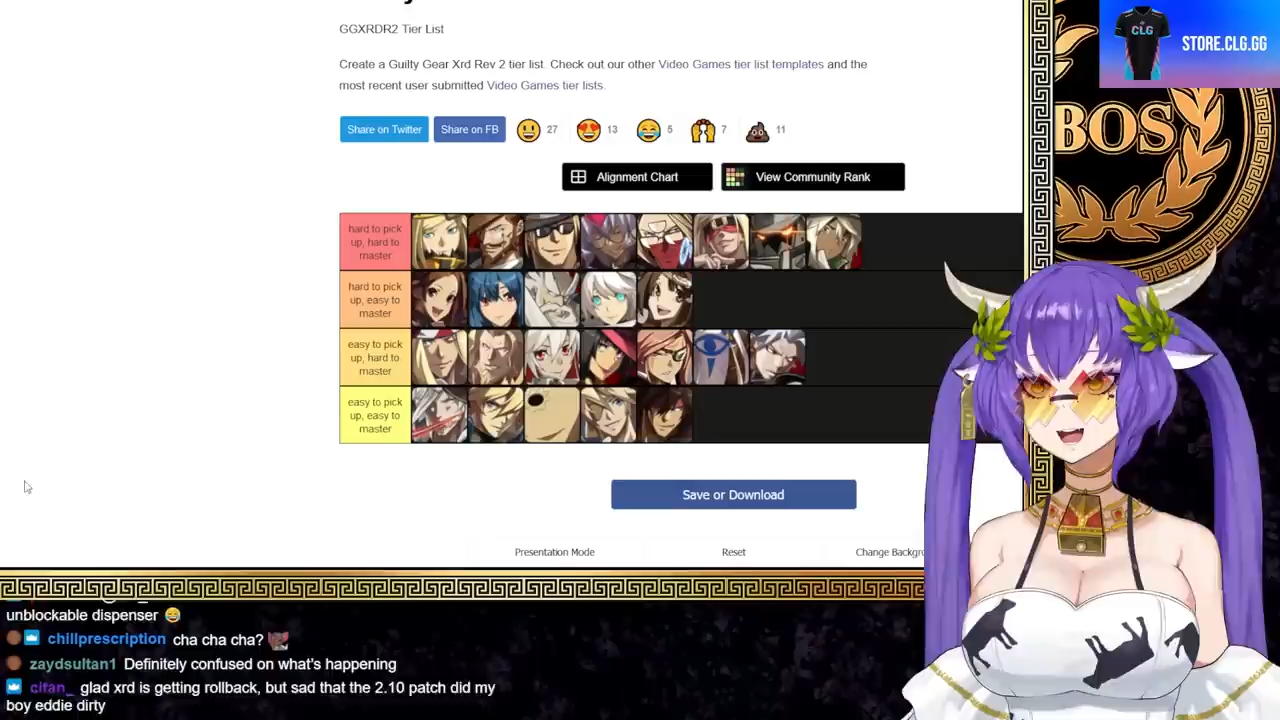 GGXRDR2 Tier List
Create a Guilty Gear Xrd Rev 2 tier list. Check out our other Video Games tier list templates and the
most recent user submitted Video Games tier lists.
Share on Twitter
Share on FB
27
13
5
7
11
Alignment Chart
View Community Rank
hard to pick
up, hard to
master
hard to pick
up, easy to
master
easy to pick
up, hard to
master
easy to pick
up, easy to
master
Save or Download
Presentation Mode
Reset
Change Backgro
CLG
STORE.CLG.GG
BOS
unblockable dispenser 😂
chillprescription cha cha cha?
zaydsultan1 Definitely confused on what's happening
citan_ glad xrd is getting rollback, but sad that the 2.10 patch did my
boy eddie dirty